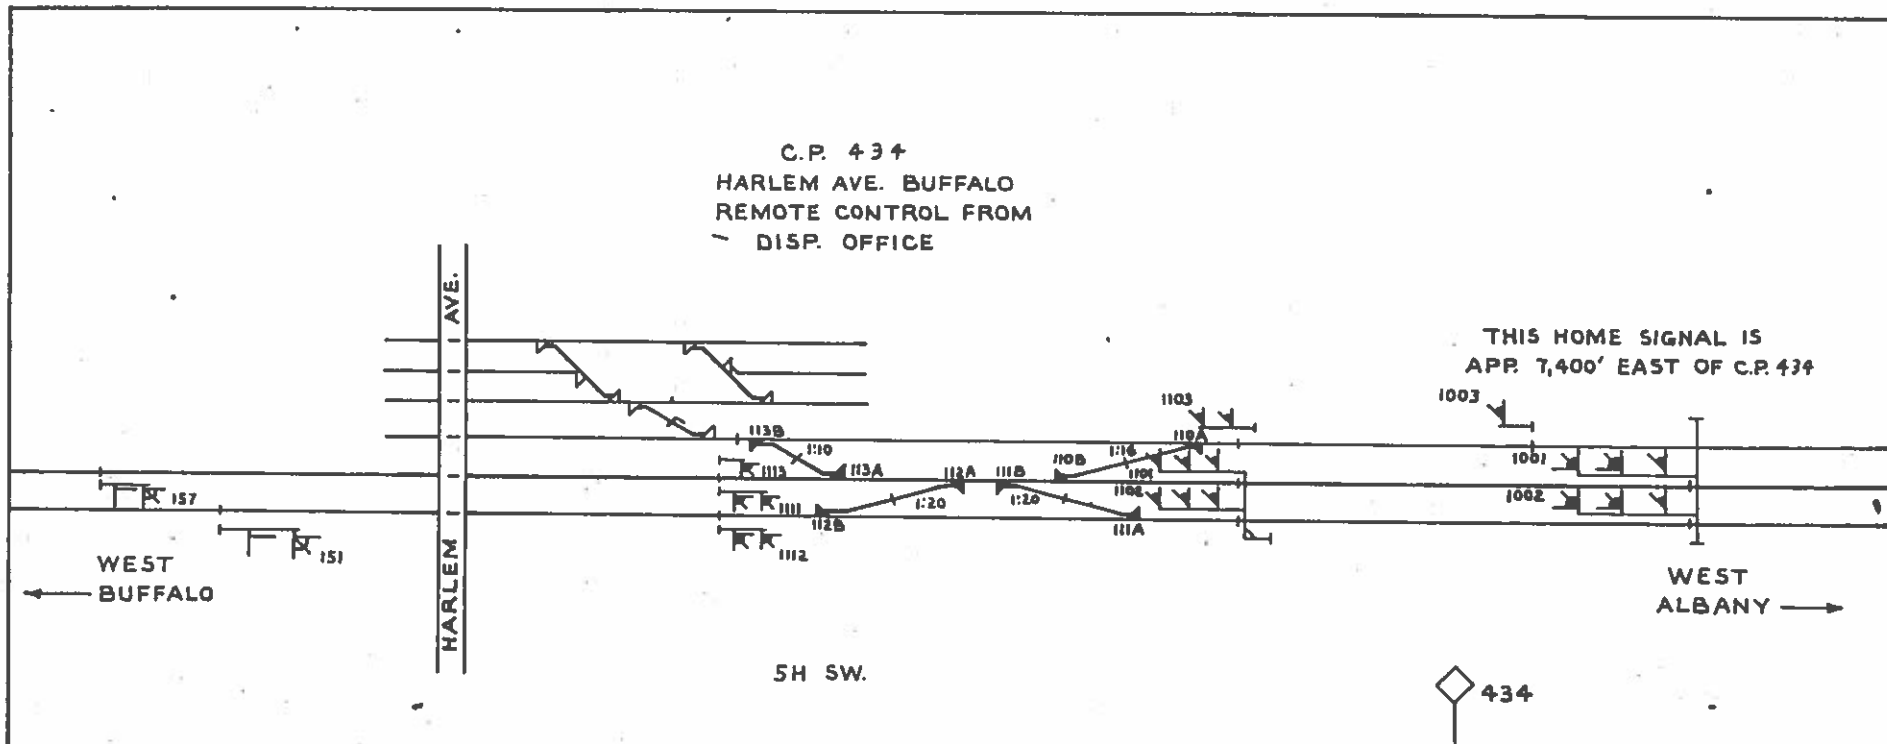 C.P. 434
HARLEM AVE. BUFFALO
REMOTE CONTROL FROM
DISP. OFFICE
HARLEM AVE.
THIS HOME SIGNAL IS
APP. 7,400' EAST OF C.P. 434
1103
1003
113B
110A
1:10
1:16
1113
113A
112A
111B
110B
1101
1001
157
1111
1:20
1:20
1102
1002
112B
111A
151
1112
WEST
BUFFALO
WEST
ALBANY
5H SW.
434